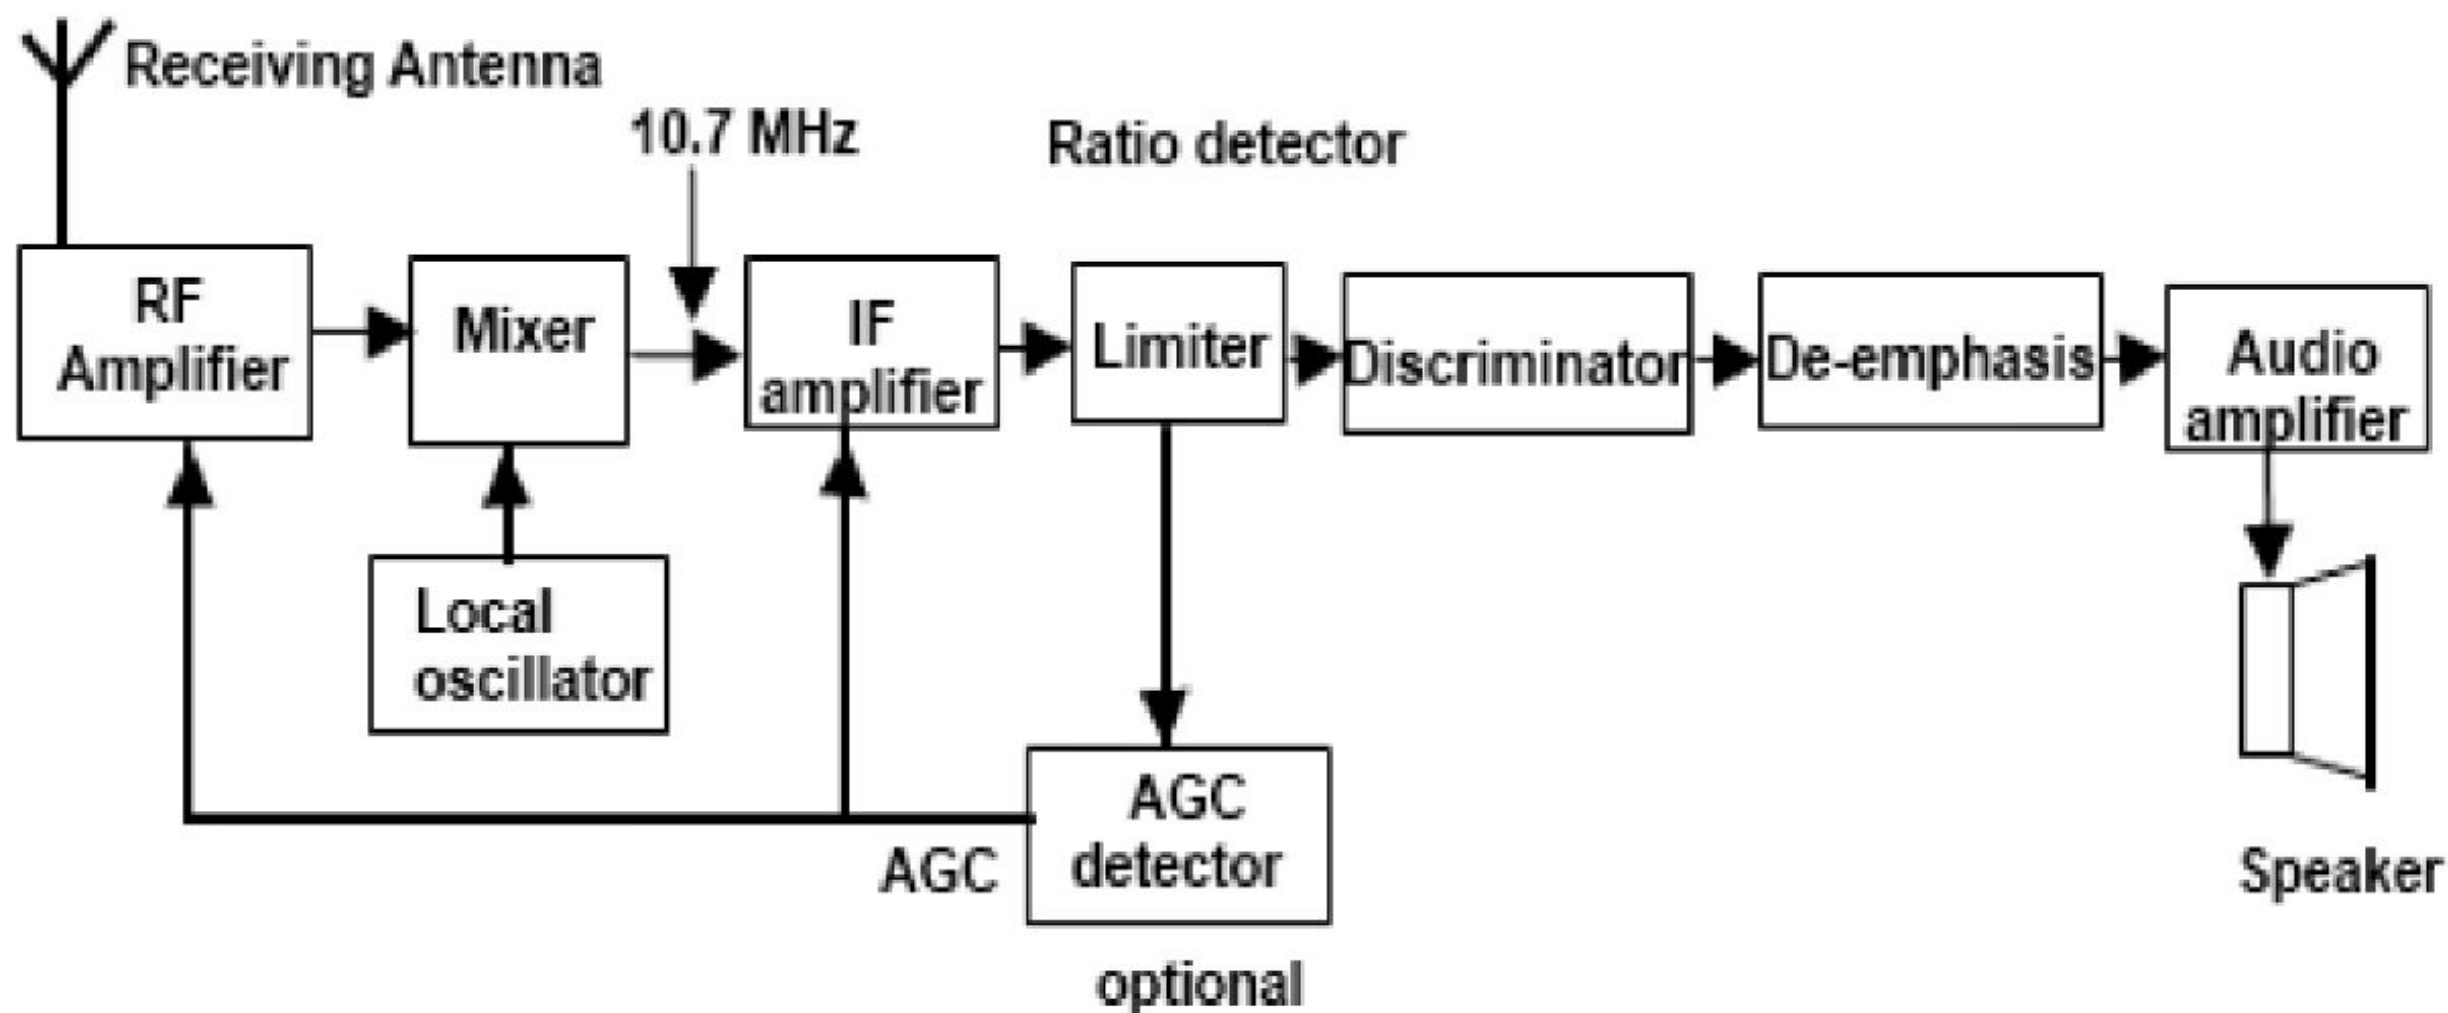 Receiving Antenna
10.7 MHz
Ratio detector
RF
Amplifier
Mixer
IF
amplifier
Limiter
Discriminator
De-emphasis
Audio
amplifier
Local
oscillator
AGC
detector
AGC
Speaker
optional